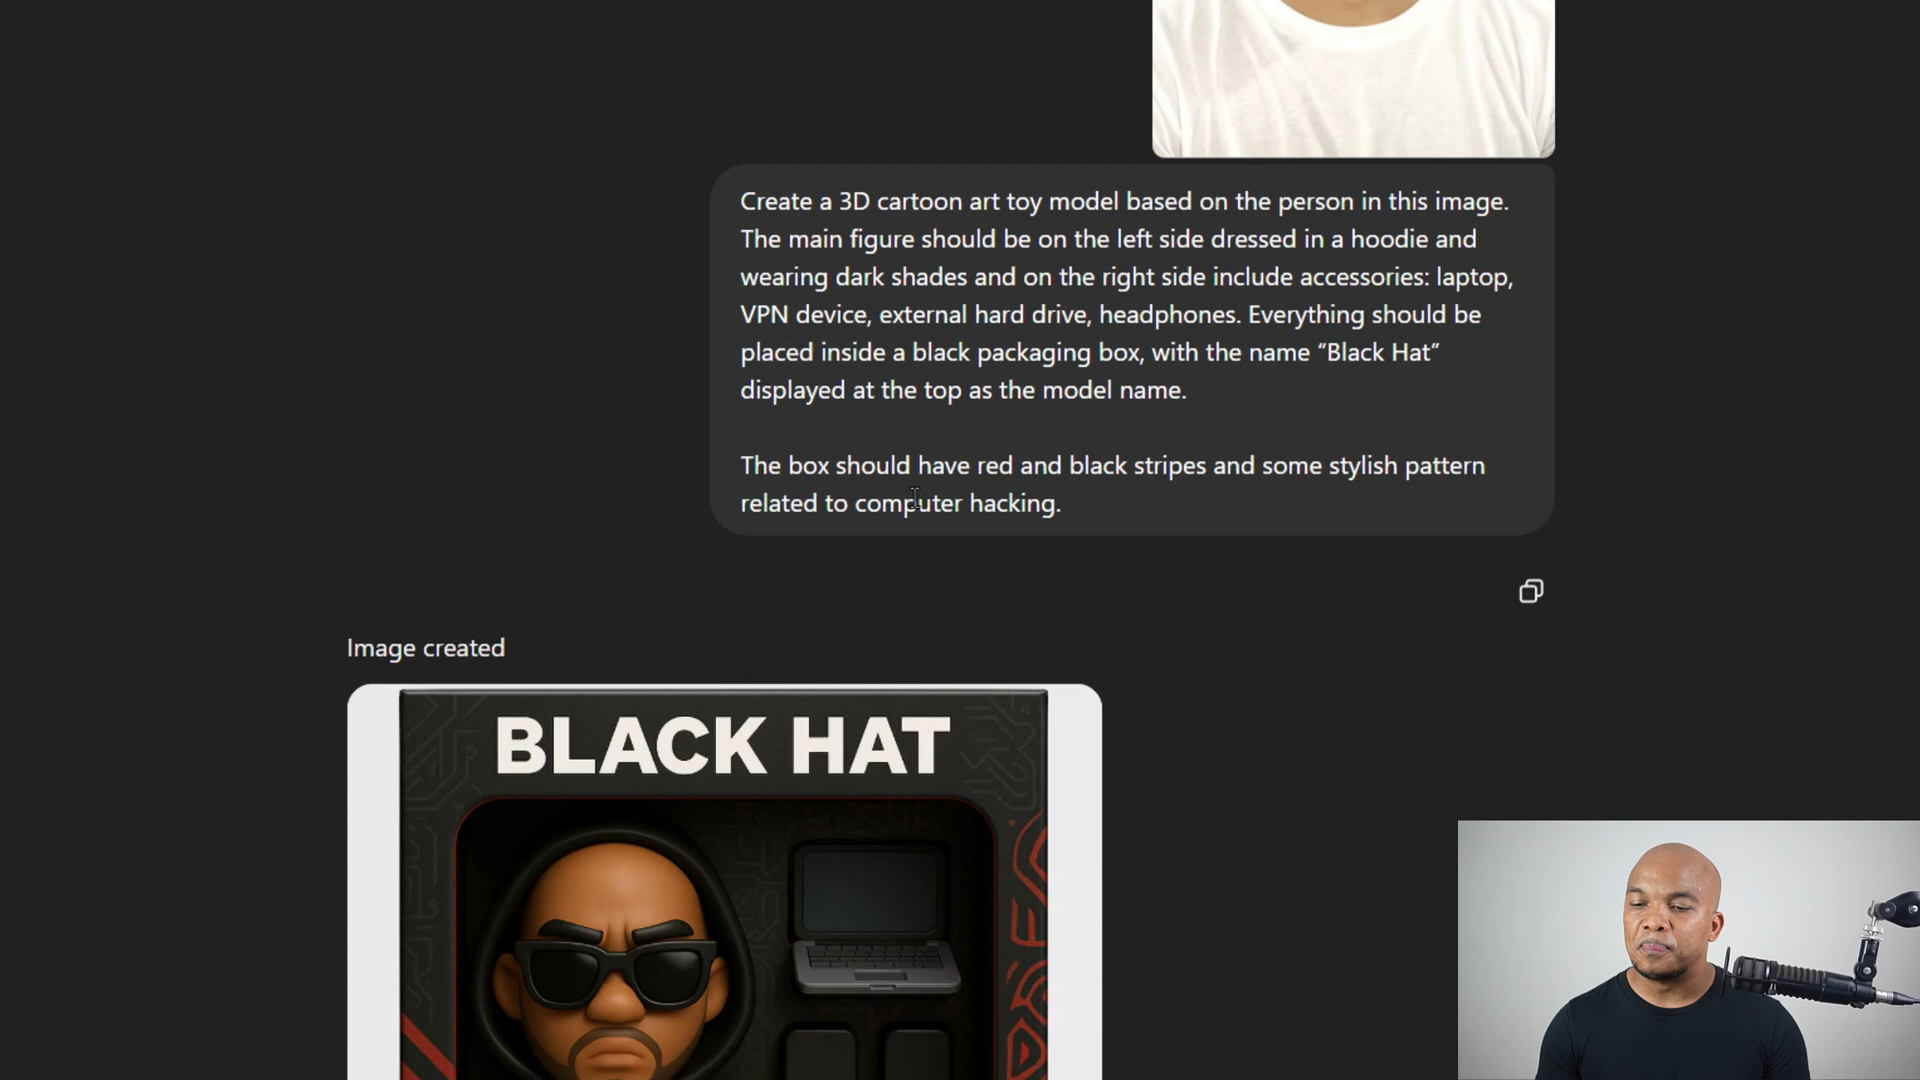 Create a 3D cartoon art toy model based on the person in this image.
The main figure should be on the left side dressed in a hoodie and
wearing dark shades and on the right side include accessories: laptop,
VPN device, external hard drive, headphones. Everything should be
placed inside a black packaging box, with the name “Black Hat”
displayed at the top as the model name.
The box should have red and black stripes and some stylish pattern
related to computer hacking.
Image created
BLACK HAT